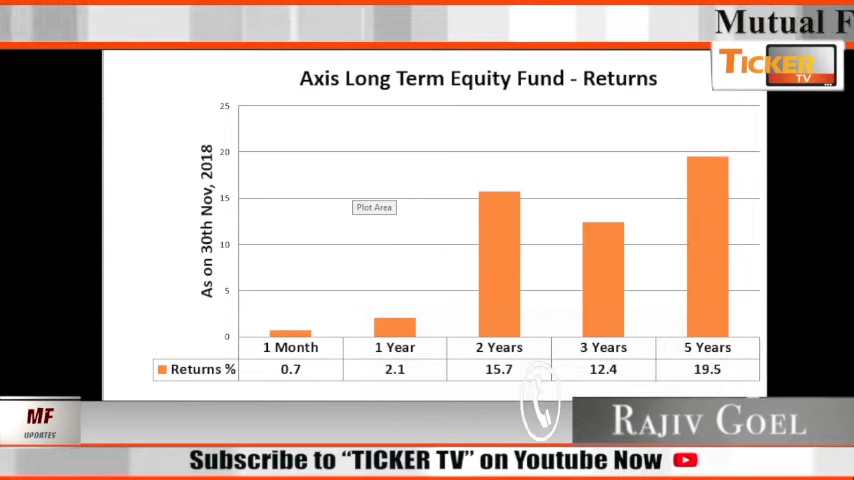 Mutual F
TICKER
TV
Axis Long Term Equity Fund - Returns
As on 30th Nov, 2018
25
20
15
10
5
0
Plot Area
1 Month 1 Year 2 Years 3 Years 5 Years
Returns % 0.7 2.1 15.7 12.4 19.5
MF
UPDATES
RAJIV GOEL
Subscribe to “TICKER TV” on Youtube Now